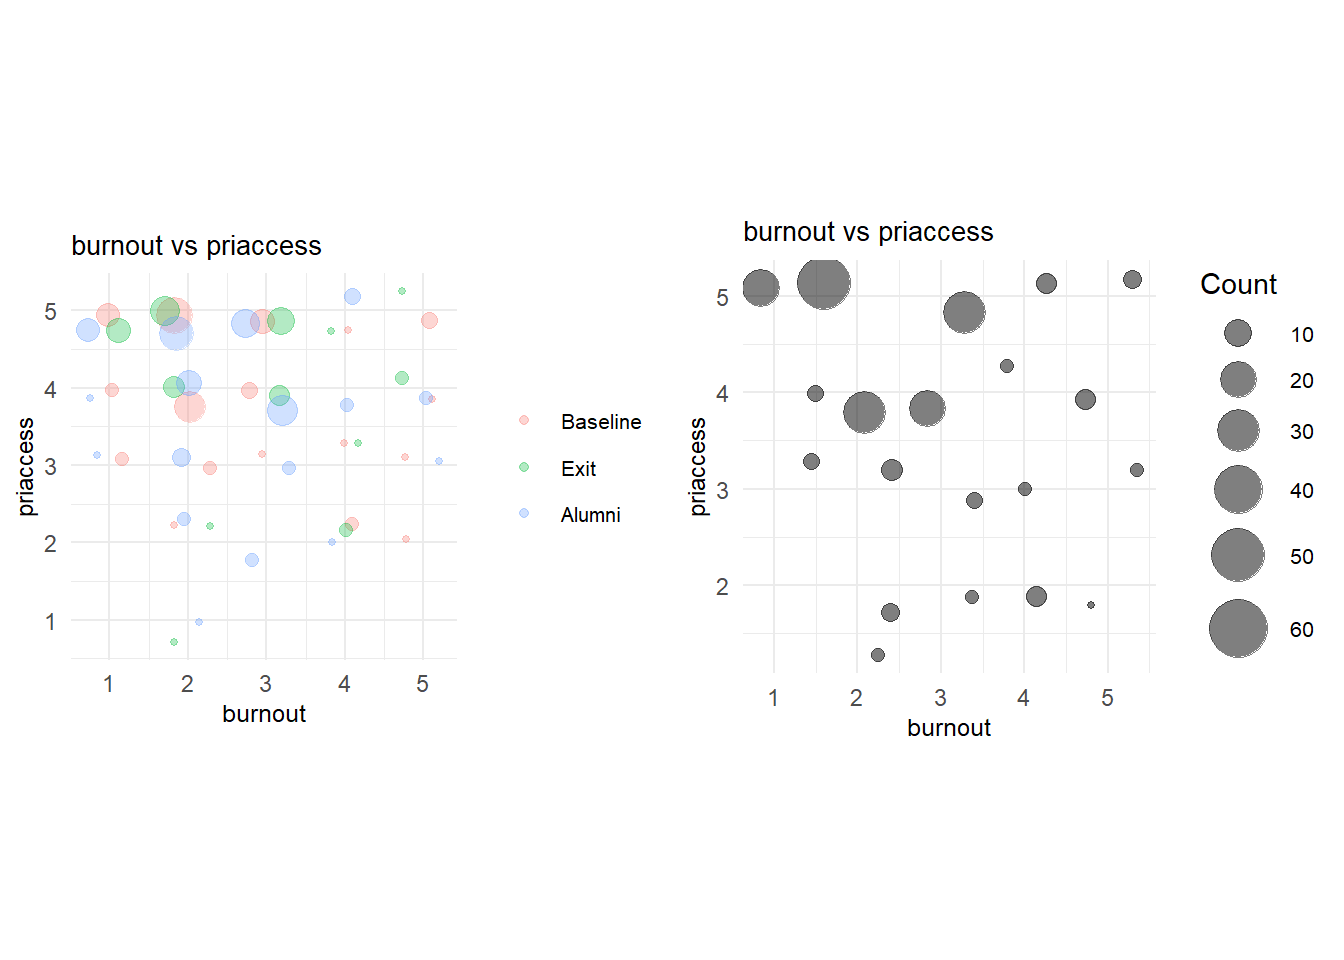 burnout vs priaccess
priaccess
5
4
3
2
1
1 2 3 4 5
burnout
Baseline
Exit
Alumni
burnout vs priaccess
priaccess
5
4
3
2
1 2 3 4 5
burnout
Count
10
20
30
40
50
60